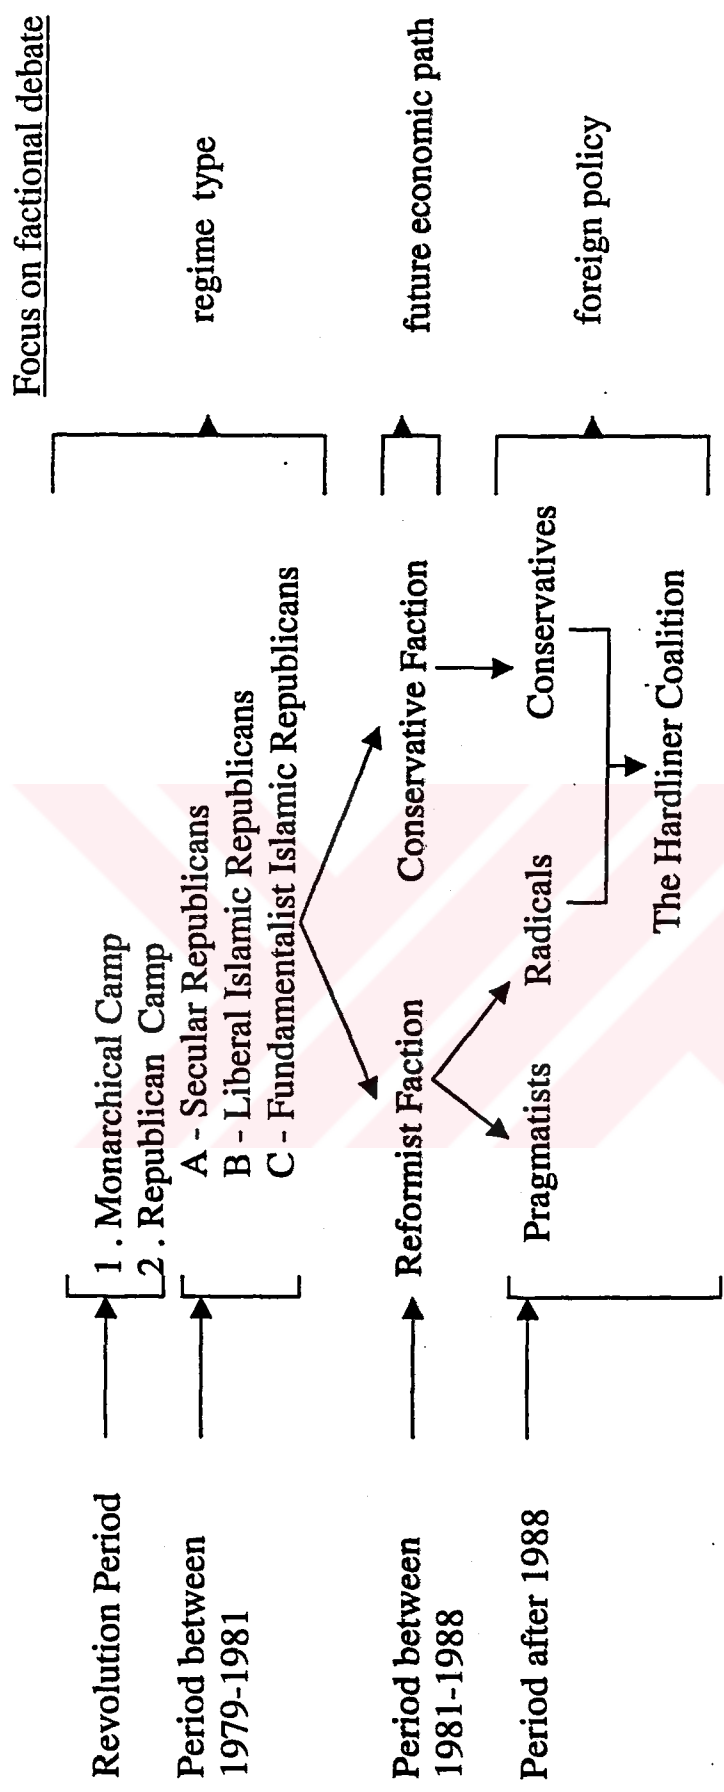 Focus on factional debate
Revolution Period
1 . Monarchical Camp
2 . Republican Camp
regime type
Period between
1979-1981
A - Secular Republicans
B - Liberal Islamic Republicans
C - Fundamentalist Islamic Republicans
Period between
1981-1988
Reformist Faction
Conservative Faction
future economic path
Period after 1988
Pragmatists
Radicals
Conservatives
foreign policy
The Hardliner Coalition